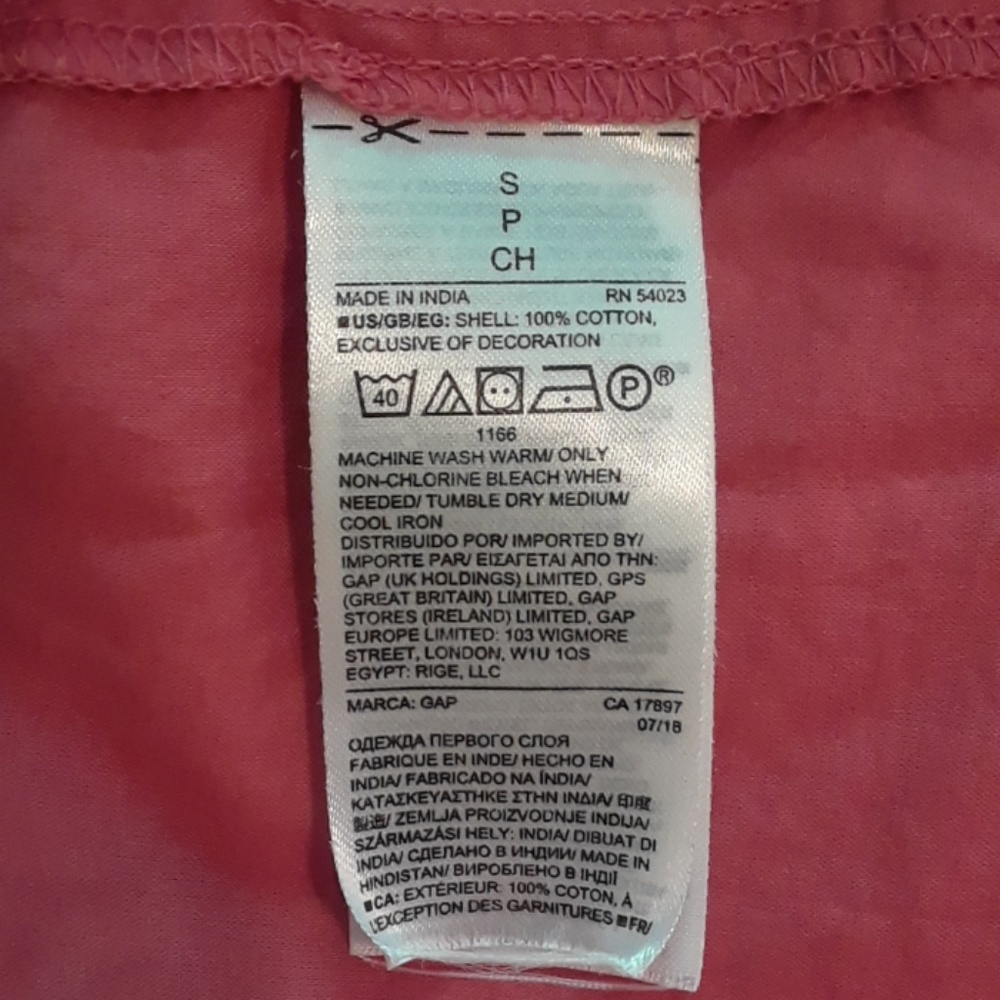 S
P
CH
MADE IN INDIA RN 54023
■US/GB/EG: SHELL: 100% COTTON,
EXCLUSIVE OF DECORATION
40 P®
1166
MACHINE WASH WARM/ ONLY
NON-CHLORINE BLEACH WHEN
NEEDED/ TUMBLE DRY MEDIUM/
COOL IRON
DISTRIBUIDO POR/ IMPORTED BY/
IMPORTE PAR/ ΕΙΣΑΓΕΤΑΙ ΑΠΟ ΤΗΝ:
GAP (UK HOLDINGS) LIMITED, GPS
(GREAT BRITAIN) LIMITED, GAP
STORES (IRELAND) LIMITED, GAP
EUROPE LIMITED: 103 WIGMORE
STREET, LONDON, W1U 1QS
EGYPT: RIGE, LLC
MARCA: GAP CA 17897
07/18
ОДЕЖДА ПЕРВОГО СЛОЯ
FABRIQUE EN INDE/ HECHO EN
INDIA/ FABRICADO NA ÍNDIA/
ΚΑΤΑΣΚΕΥΑΣΤΗΚΕ ΣΤΗΝ ΙΝΔΙΑ/ 印度
製造/ ZEMLJA PROIZVODNJE INDIJA/
SZÁRMAZÁSI HELY: INDIA/ DIBUAT DI
INDIA/ СДЕЛАНО В ИНДИИ/ MADE IN
HINDISTAN/ ВИРОБЛЕНО В ІНДІЇ
■CA: EXTÉRIEUR: 100% COTON, À
L'EXCEPTION DES GARNITURES ■FR/